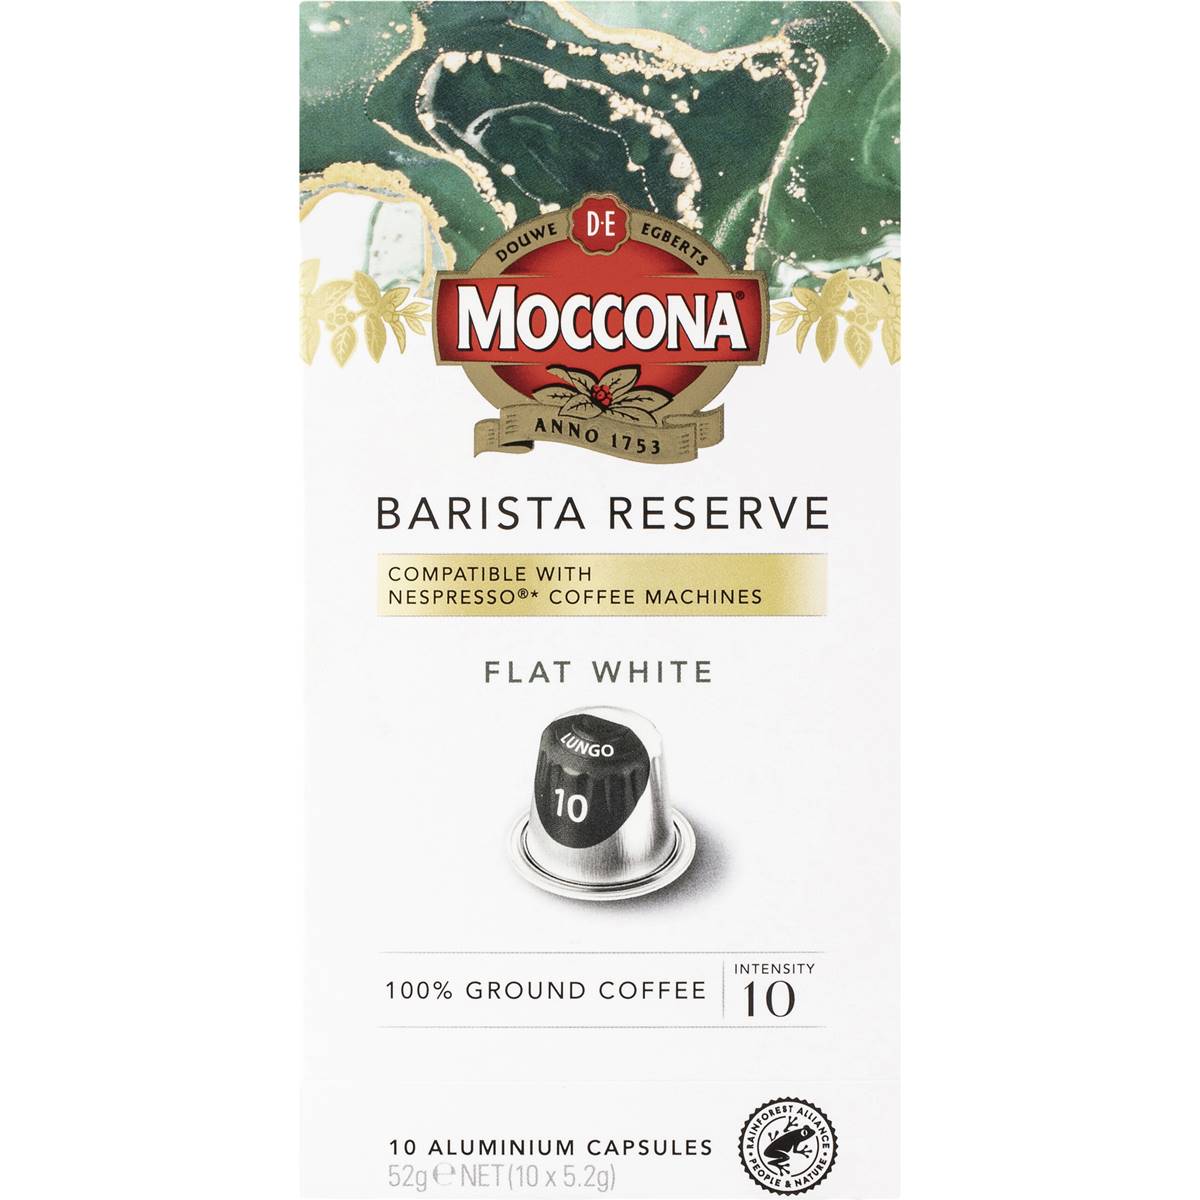 DOUWE D·E EGBERTS
MOCCONA®
ANNO 1753
BARISTA RESERVE
COMPATIBLE WITH
NESPRESSO®* COFFEE MACHINES
FLAT WHITE
LUNGO
10
100% GROUND COFFEE
INTENSITY
10
10 ALUMINIUM CAPSULES
52g ℮ NET (10 x 5.2g)
RAINFOREST ALLIANCE
PEOPLE & NATURE